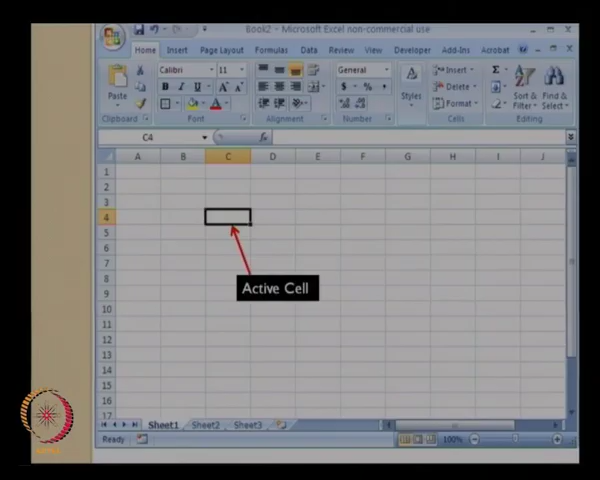 Book2 - Microsoft Excel non-commercial use
Home Insert Page Layout Formulas Data Review View Developer Add-Ins Acrobat
Calibri 11 General Insert Σ
Paste B I U A A $ % , Styles Delete Sort & Find &
A Format Filter Select
Clipboard Font Alignment Number Cells Editing
C4 fx
A B C D E F G H I J
1
2
3
4
5
6
7
8
Active Cell
9
10
11
12
13
14
15
16
17
Sheet1 Sheet2 Sheet3
Ready 100%